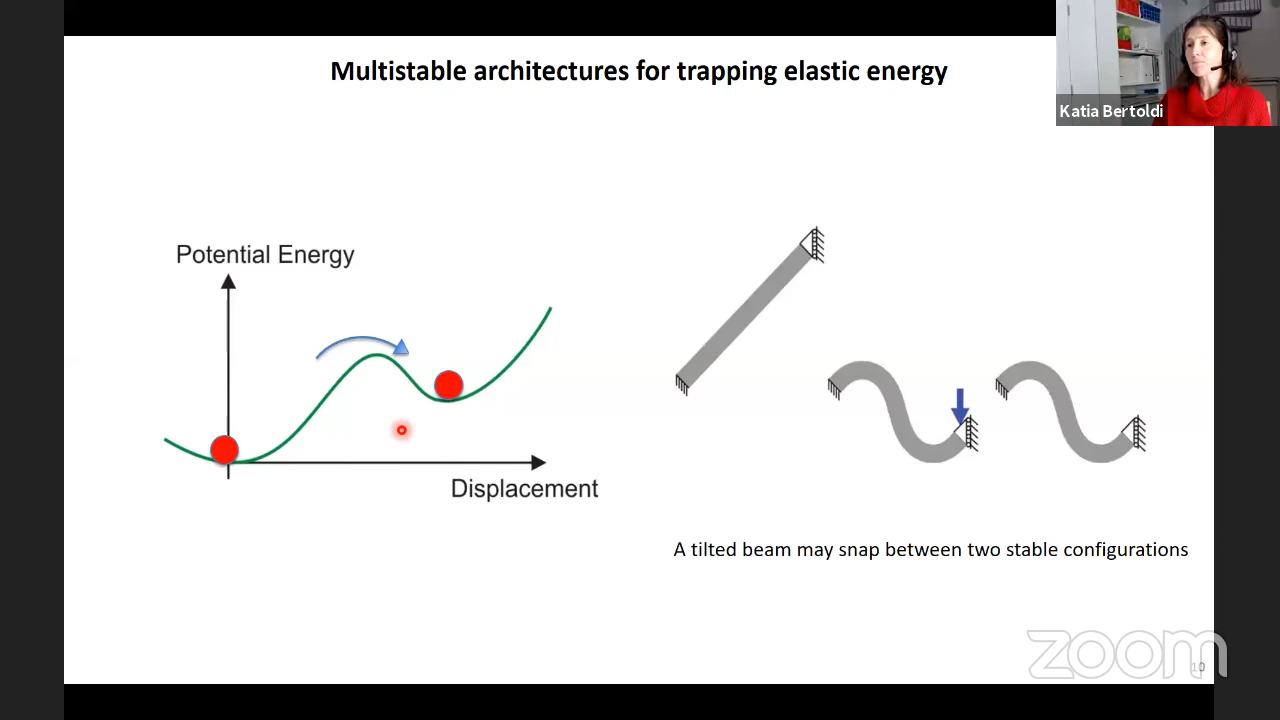 Multistable architectures for trapping elastic energy
Katia Bertoldi
Potential Energy
Displacement
A tilted beam may snap between two stable configurations
zoom
10